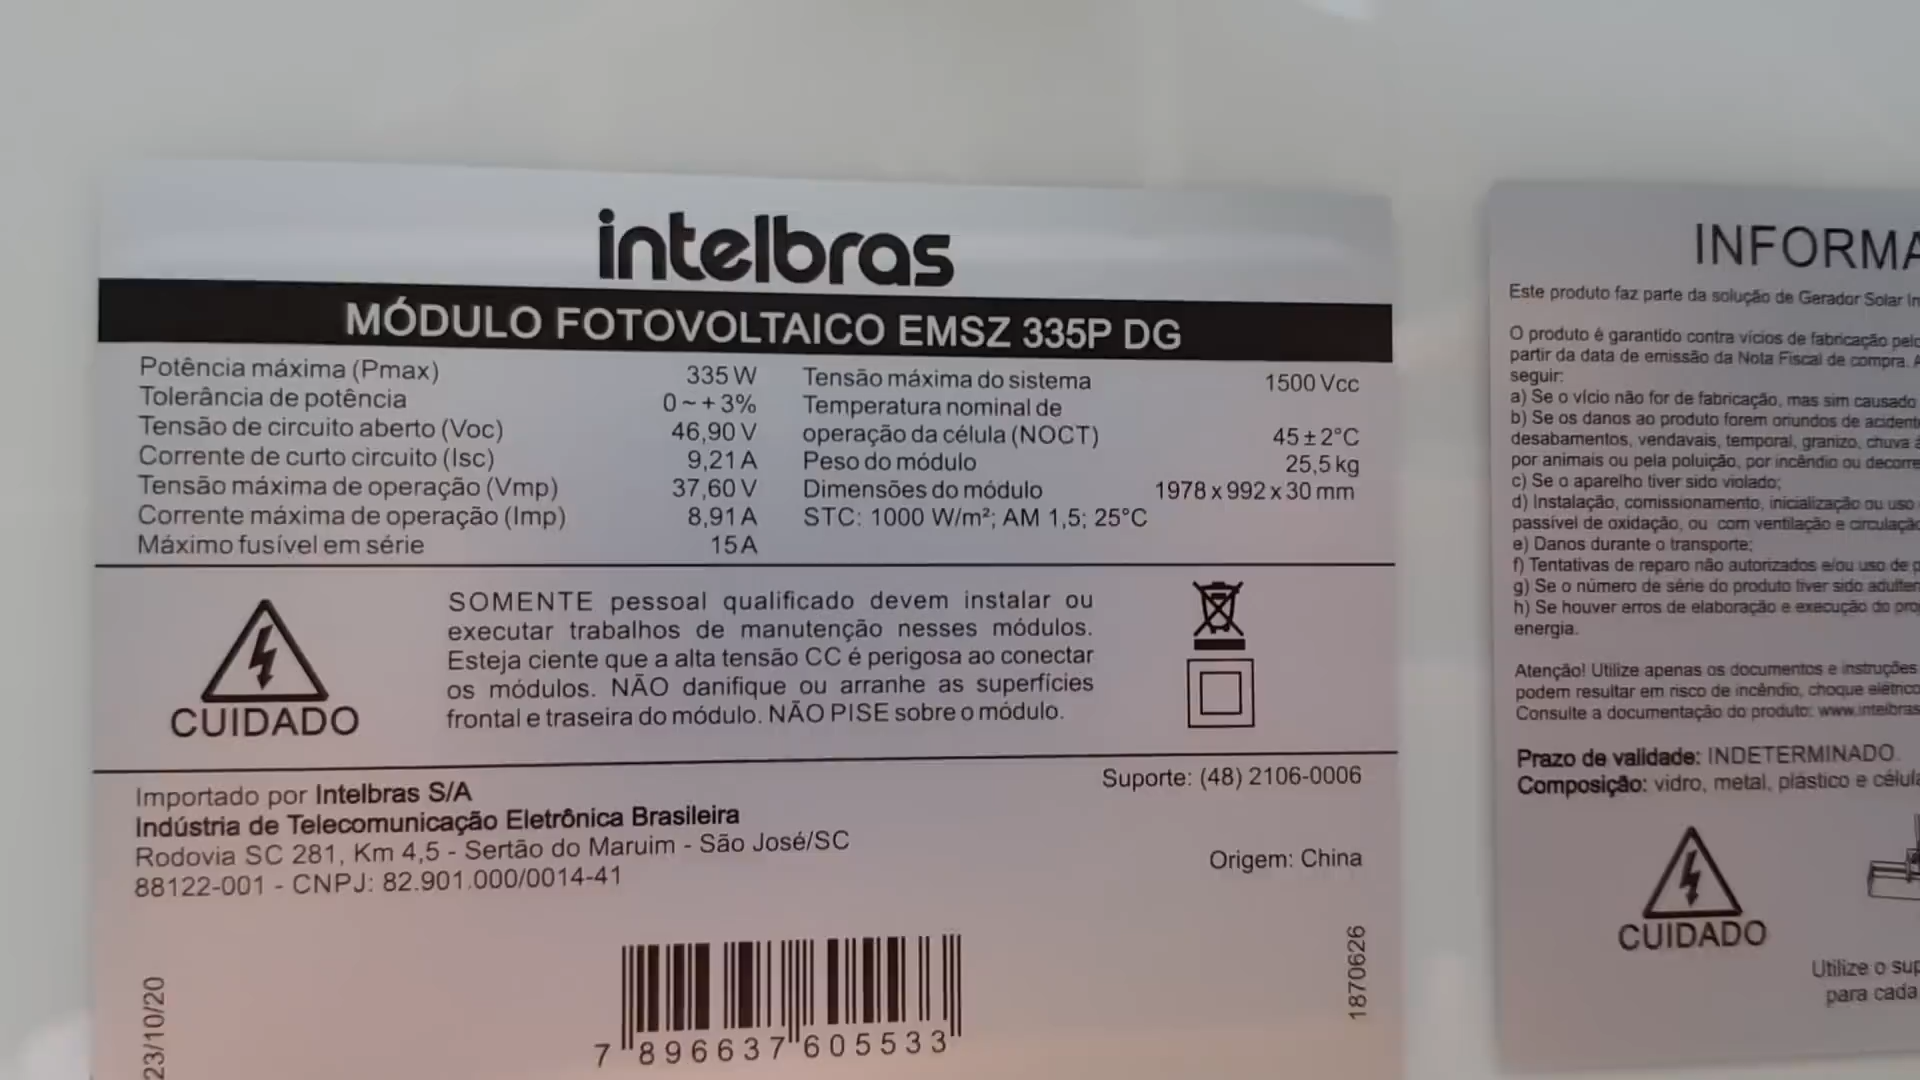 intelbras
MÓDULO FOTOVOLTAICO EMSZ 335P DG
Potência máxima (Pmax) 335 W
Tolerância de potência 0 ~ + 3%
Tensão de circuito aberto (Voc) 46,90 V
Corrente de curto circuito (Isc) 9,21 A
Tensão máxima de operação (Vmp) 37,60 V
Corrente máxima de operação (Imp) 8,91 A
Máximo fusível em série 15 A
Tensão máxima do sistema 1500 Vcc
Temperatura nominal de
operação da célula (NOCT) 45 ± 2°C
Peso do módulo 25,5 kg
Dimensões do módulo 1978 x 992 x 30 mm
STC: 1000 W/m²; AM 1,5; 25°C
CUIDADO
SOMENTE pessoal qualificado devem instalar ou
executar trabalhos de manutenção nesses módulos.
Esteja ciente que a alta tensão CC é perigosa ao conectar
os módulos. NÃO danifique ou arranhe as superfícies
frontal e traseira do módulo. NÃO PISE sobre o módulo.
Importado por Intelbras S/A
Indústria de Telecomunicação Eletrônica Brasileira
Rodovia SC 281, Km 4,5 - Sertão do Maruim - São José/SC
88122-001 - CNPJ: 82.901.000/0014-41
Suporte: (48) 2106-0006
Origem: China
23/10/20
7 896637 605533
1870626
INFORMA
Este produto faz parte da solução de Gerador Solar In
O produto é garantido contra vícios de fabricação pelo
partir da data de emissão da Nota Fiscal de compra. A
seguir:
a) Se o vício não for de fabricação, mas sim causado
b) Se os danos ao produto forem oriundos de acident
desabamentos, vendavais, temporal, granizo, chuva á
por animais ou pela poluição, por incêndio ou decorre
c) Se o aparelho tiver sido violado;
d) Instalação, comissionamento, inicialização ou uso
passível de oxidação, ou com ventilação e circulação
e) Danos durante o transporte;
f) Tentativas de reparo não autorizados e/ou uso de p
g) Se o número de série do produto tiver sido adulter
h) Se houver erros de elaboração e execução do proj
energia.
Atenção! Utilize apenas os documentos e instruções
podem resultar em risco de incêndio, choque elétrico
Consulte a documentação do produto: www.intelbras
Prazo de validade: INDETERMINADO.
Composição: vidro, metal, plástico e célula
CUIDADO
Utilize o sup
para cada